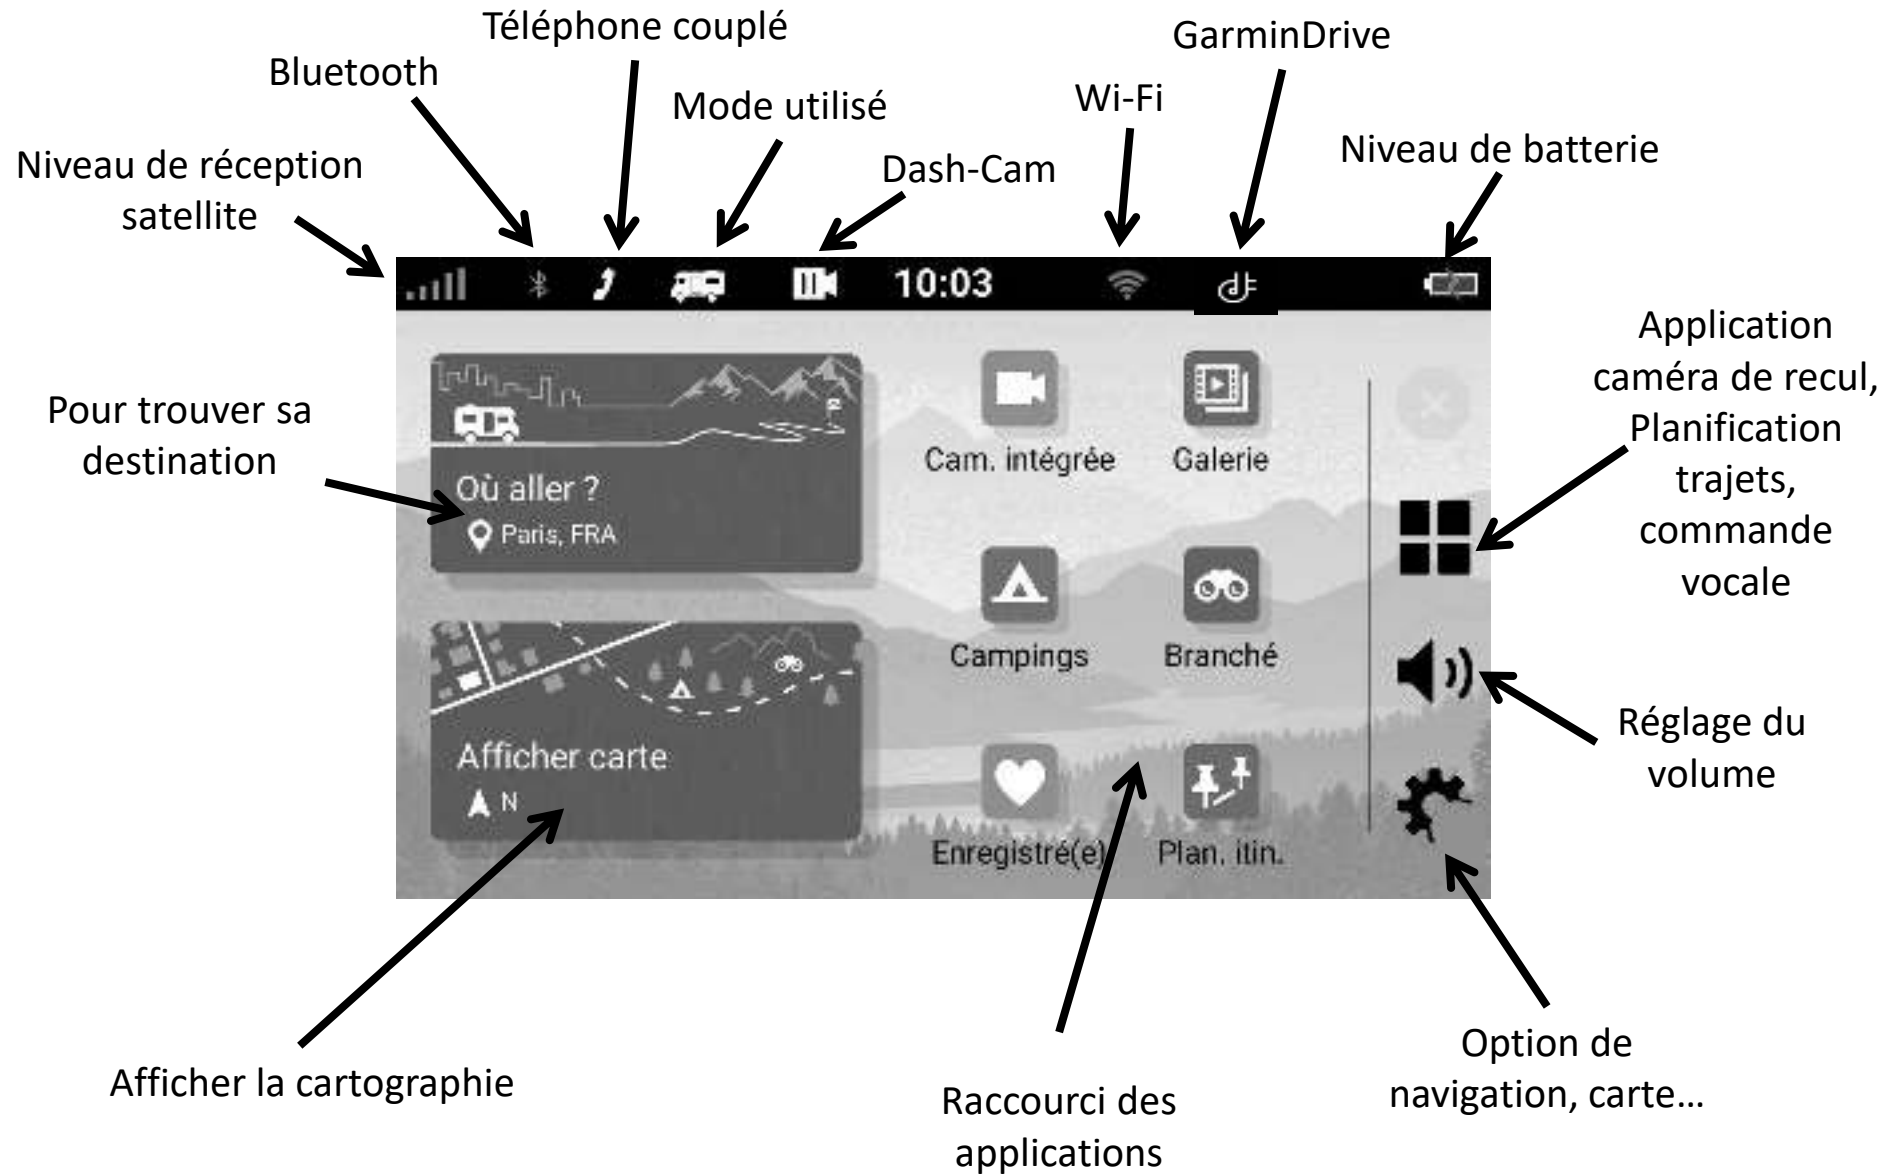 Téléphone couplé
GarminDrive
Bluetooth
Mode utilisé
Wi-Fi
Niveau de batterie
Niveau de réception
satellite
Dash-Cam
10:03
Application
caméra de recul,
Planification
trajets,
commande
vocale
Pour trouver sa
destination
Où aller ?
Paris, FRA
Cam. intégrée
Galerie
Campings
Branché
Afficher carte
N
Enregistré(e)
Plan. itin.
Réglage du
volume
Afficher la cartographie
Raccourci des
applications
Option de
navigation, carte...